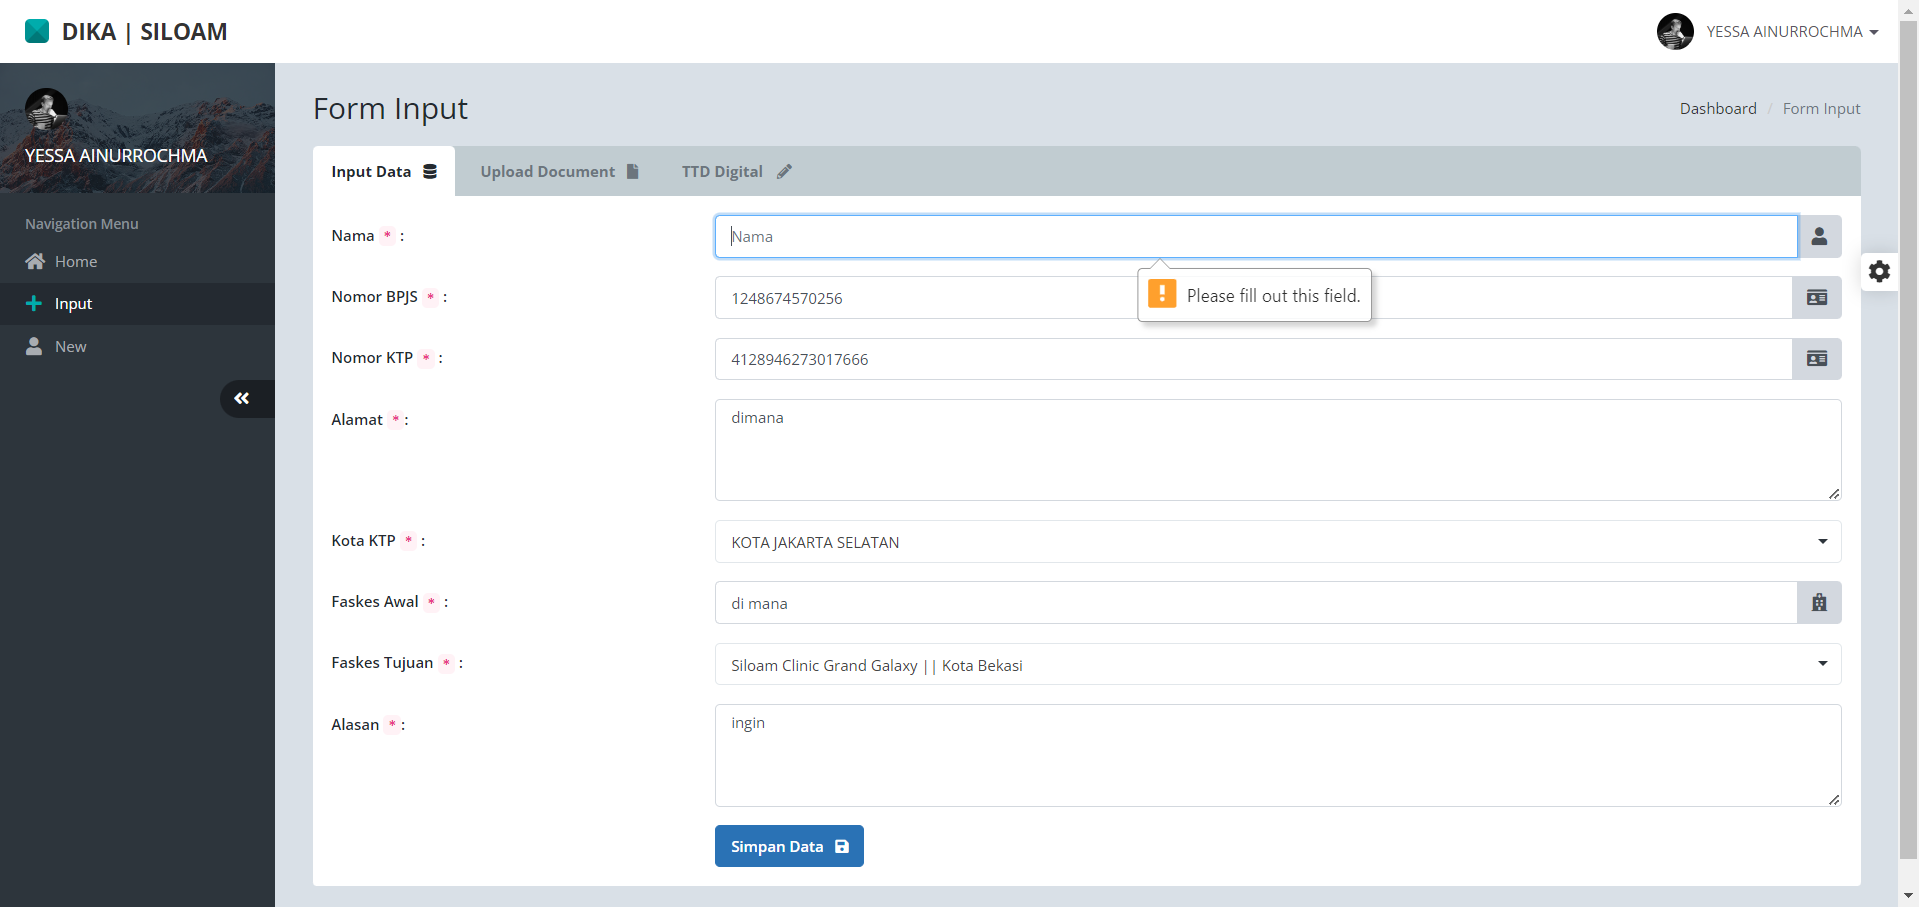 DIKA | SILOAM
YESSA AINURROCHMA
YESSA AINURROCHMA
Navigation Menu
Home
Input
New
Form Input
Dashboard / Form Input
Input Data
Upload Document
TTD Digital
Nama * :
Nama
Please fill out this field.
Nomor BPJS * :
1248674570256
Nomor KTP * :
4128946273017666
Alamat * :
dimana
Kota KTP * :
KOTA JAKARTA SELATAN
Faskes Awal * :
di mana
Faskes Tujuan * :
Siloam Clinic Grand Galaxy || Kota Bekasi
Alasan * :
ingin
Simpan Data